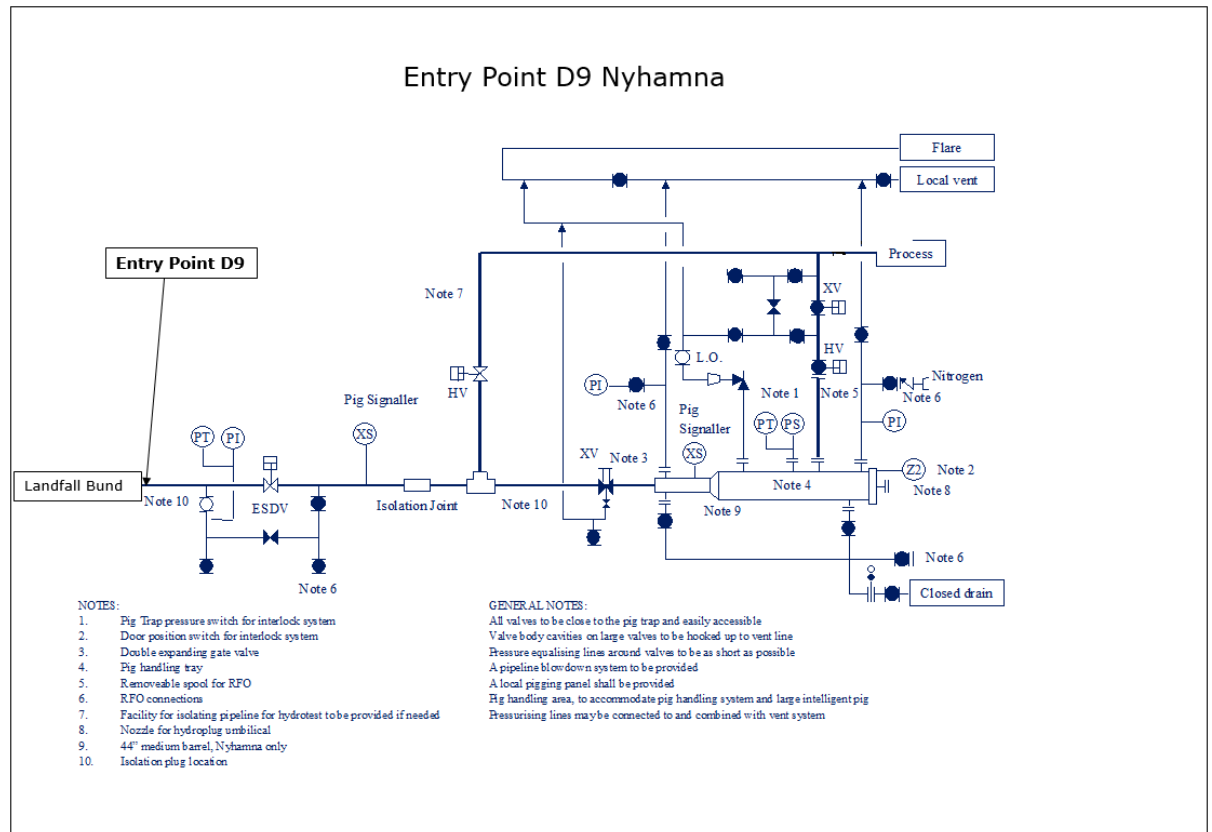 Entry Point D9 Nyhamna
Flare
Local vent
Entry Point D9
Process
Note 7
XV
HV
L.O.
Nitrogen
PI
Note 6
Note 1
Note 5
Note 6
HV
Pig Signaller
Pig
Signaller
PT
PS
PI
XS
PT
PI
XV
Note 3
XS
Z2
Note 2
Landfall Bund
Note 10
ESDV
Isolation Joint
Note 10
Note 4
Note 8
Note 9
Note 6
Note 6
Closed drain
NOTES:
1. Pig Trap pressure switch for interlock system
2. Door position switch for interlock system
3. Double expanding gate valve
4. Pig handling tray
5. Removeable spool for RFO
6. RFO connections
7. Facility for isolating pipeline for hydrotest to be provided if needed
8. Nozzle for hydroplug umbilical
9. 44” medium barrel, Nyhamna only
10. Isolation plug location
GENERAL NOTES:
All valves to be close to the pig trap and easily accessible
Valve body cavities on large valves to be hooked up to vent line
Pressure equalising lines around valves to be as short as possible
A pipeline blowdown system to be provided
A local pigging panel shall be provided
Pig handling area, to accommodate pig handling system and large intelligent pig
Pressurising lines may be connected to and combined with vent system